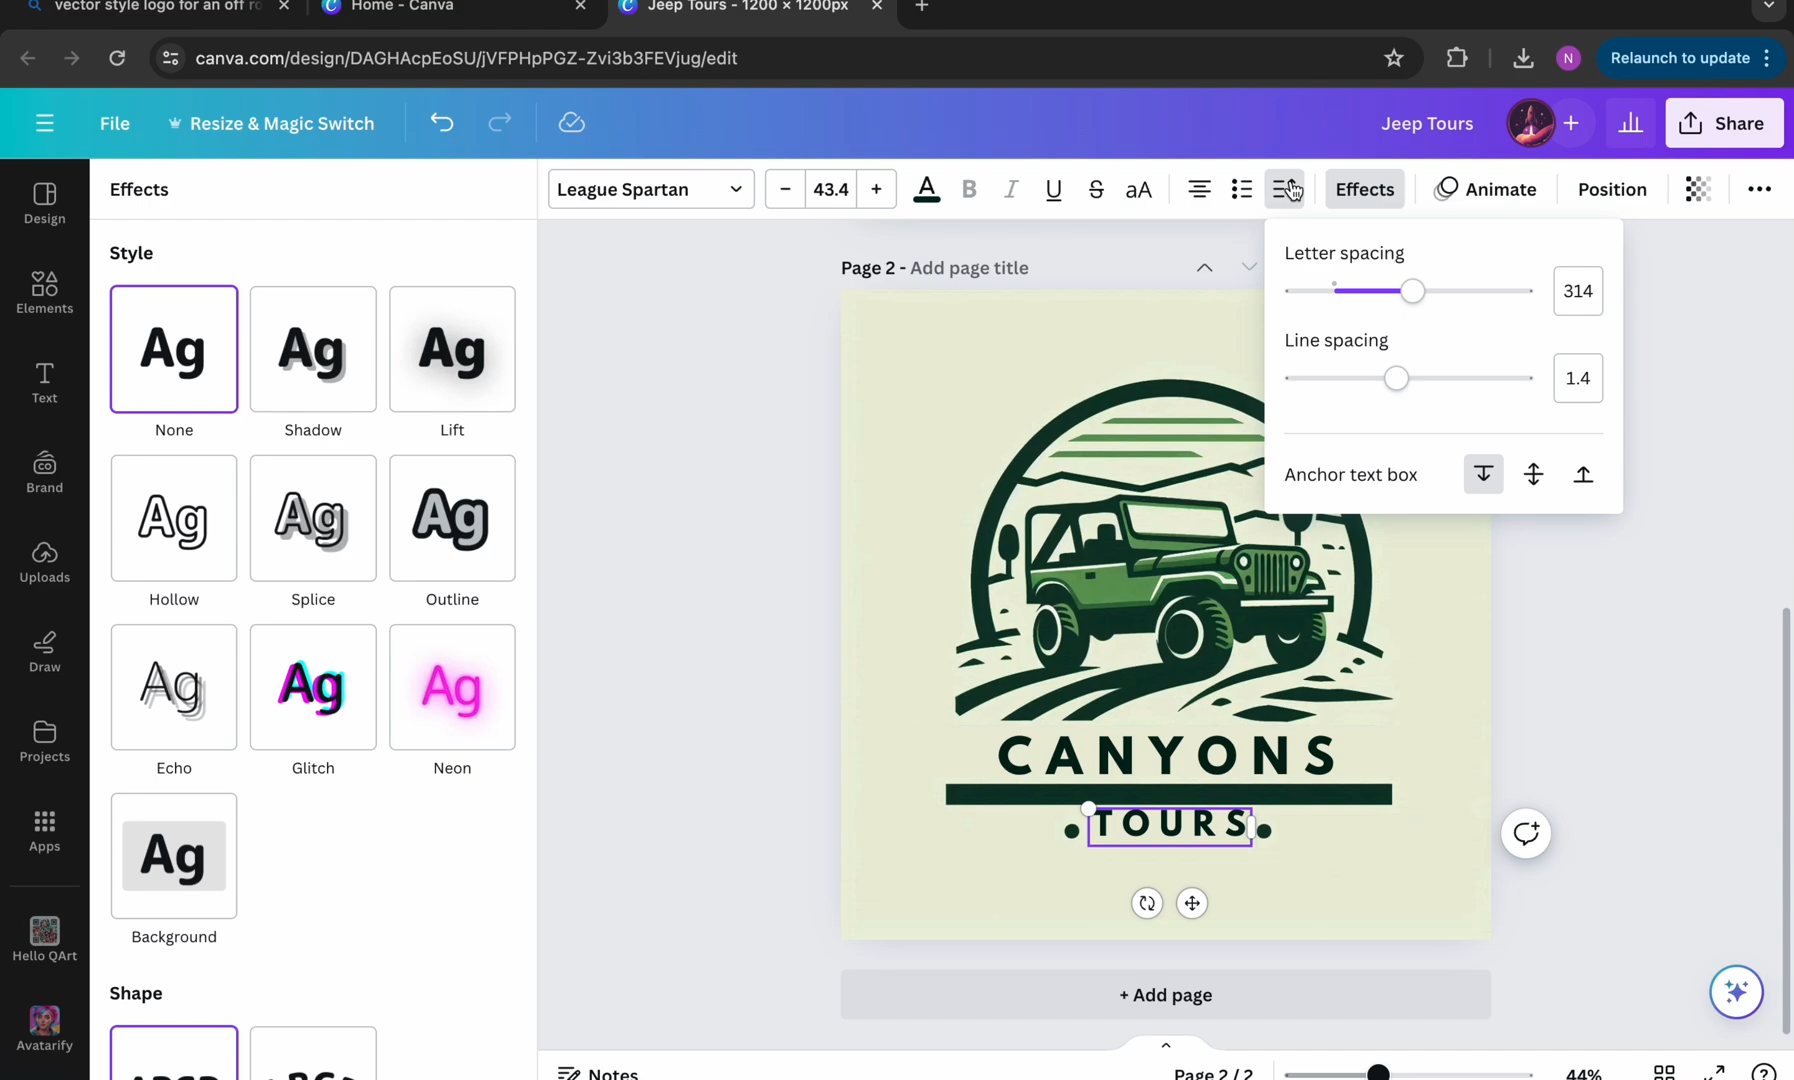 vector style logo for an off ro
Home - Canva
Jeep Tours - 1200 × 1200px
canva.com/design/DAGHAcpEoSU/jVFPHpPGZ-Zvi3b3FEVjug/edit
N
Relaunch to update
File
Resize & Magic Switch
Jeep Tours
Share
Effects
League Spartan
43.4
A
B
I
U
S
aA
Effects
Animate
Position
Design
Elements
Text
Brand
Uploads
Draw
Projects
Apps
Hello QArt
Avatarify
Style
Ag
Ag
Ag
None
Shadow
Lift
Ag
Ag
Ag
Hollow
Splice
Outline
Ag
Ag
Ag
Echo
Glitch
Neon
Ag
Background
Shape
Page 2 - Add page title
Letter spacing
314
Line spacing
1.4
Anchor text box
CANYONS
TOURS
+ Add page
Notes
Page 2 / 2
44%